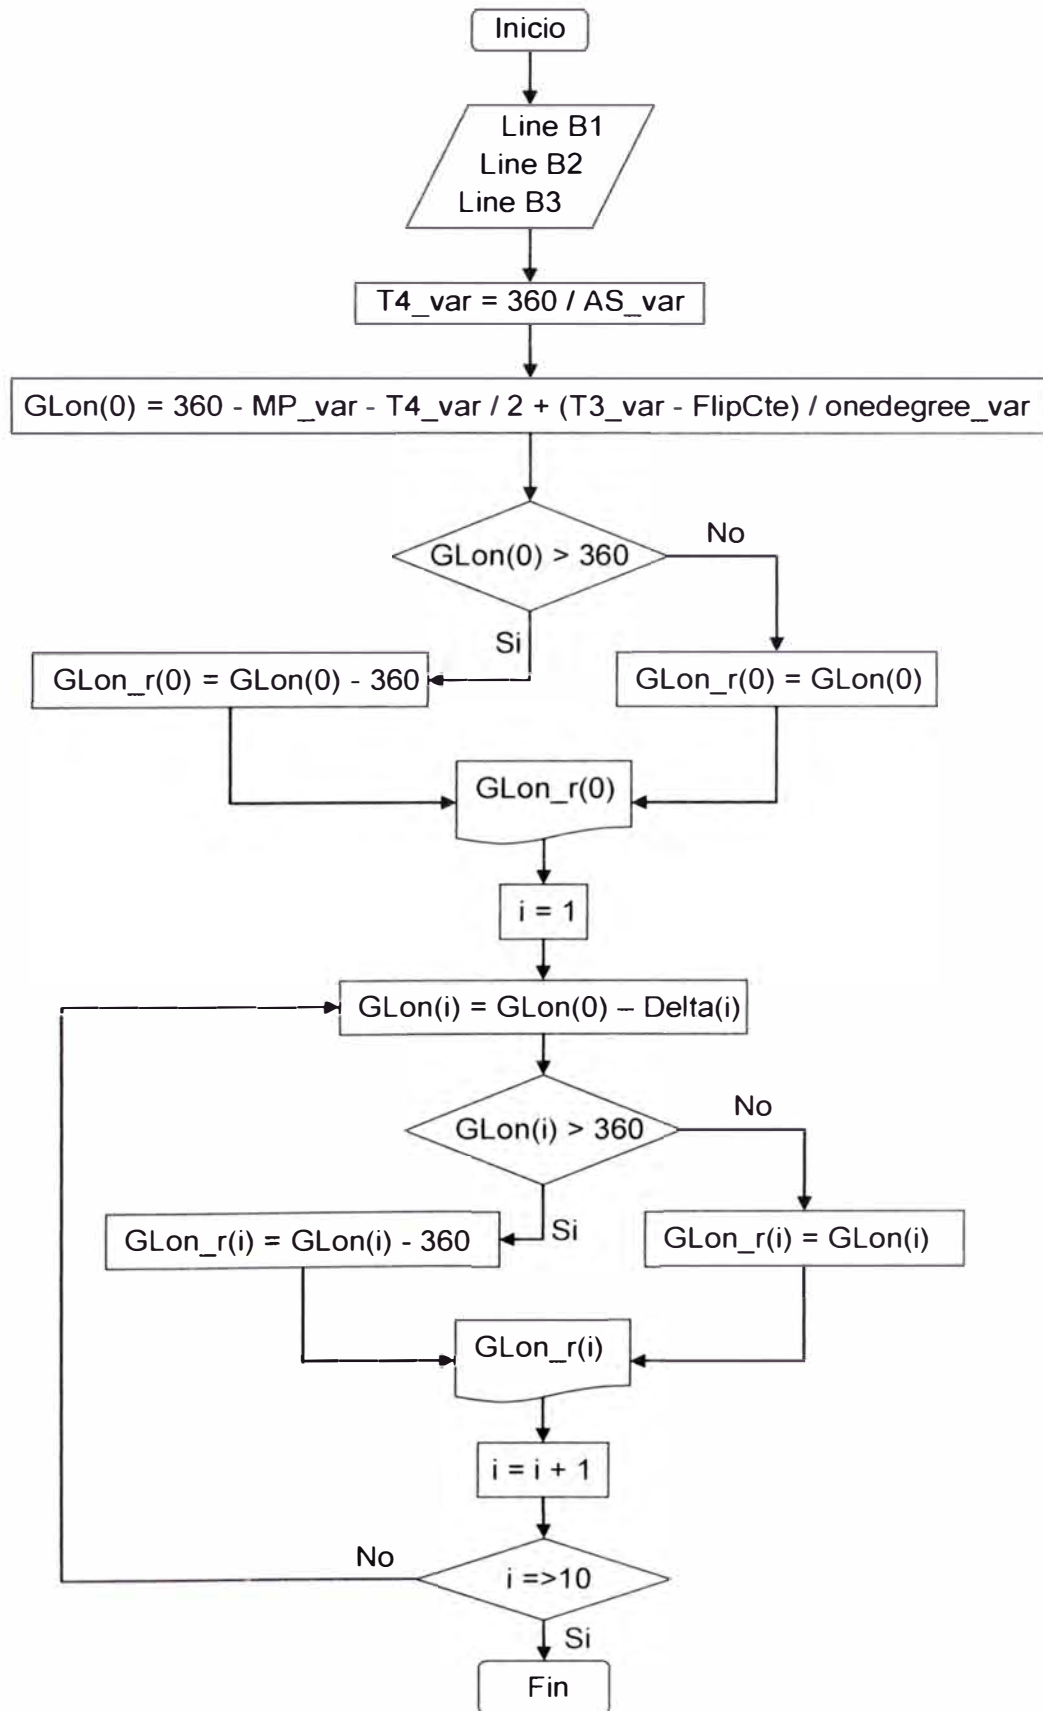 Inicio
Line B1
Line B2
Line B3
T4_var = 360 / AS_var
GLon(0) = 360 - MP_var - T4_var / 2 + (T3_var - FlipCte) / onedegree_var
GLon(0) > 360
No
Si
GLon_r(0) = GLon(0) - 360
GLon_r(0) = GLon(0)
GLon_r(0)
i = 1
GLon(i) = GLon(0) – Delta(i)
GLon(i) > 360
No
Si
GLon_r(i) = GLon(i) - 360
GLon_r(i) = GLon(i)
GLon_r(i)
i = i + 1
No
i =>10
Si
Fin